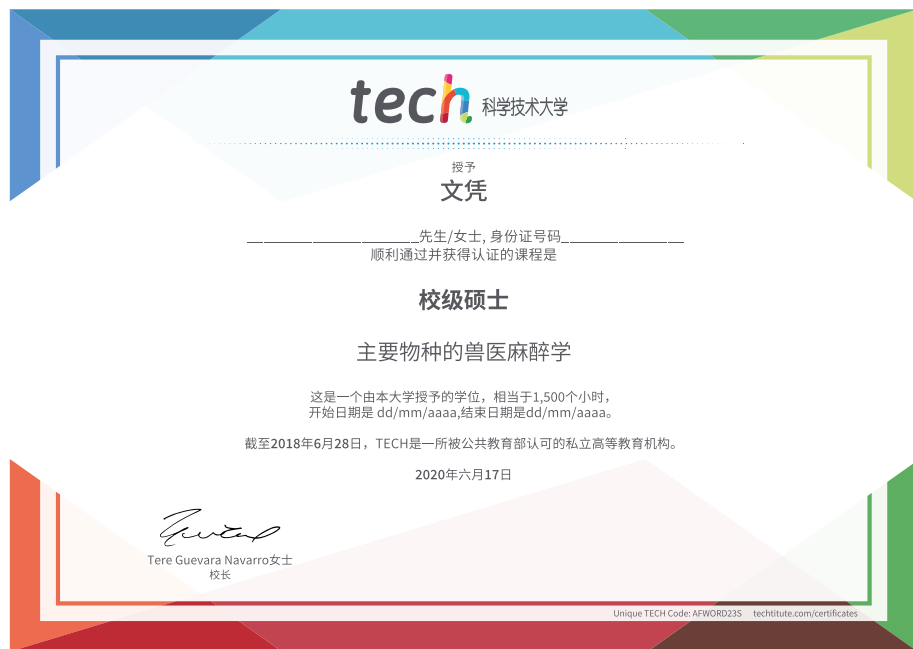 tech 科学技术大学
授予
文凭
_____________________先生/女士, 身份证号码_______________
顺利通过并获得认证的课程是
校级硕士
主要物种的兽医麻醉学
这是一个由本大学授予的学位，相当于1,500个小时，
开始日期是 dd/mm/aaaa,结束日期是dd/mm/aaaa。
截至2018年6月28日，TECH是一所被公共教育部认可的私立高等教育机构。
2020年六月17日
Tere Guevara Navarro女士
校长
Unique TECH Code: AFWORD23S techtitute.com/certificates